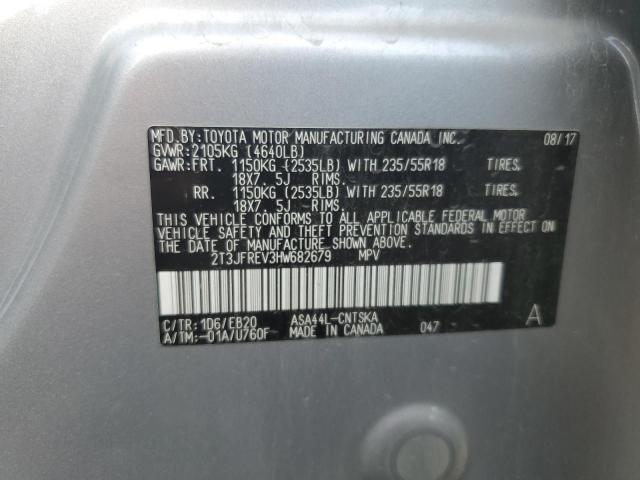 MFD. BY:TOYOTA MOTOR MANUFACTURING CANADA INC. 08/17
GVWR:2105KG (4640LB)
GAWR:FRT. 1150KG (2535LB) WITH 235/55R18 TIRES.
18X7. 5J RIMS.
RR. 1150KG (2535LB) WITH 235/55R18 TIRES.
18X7. 5J RIMS.
THIS VEHICLE CONFORMS TO ALL APPLICABLE FEDERAL MOTOR
VEHICLE SAFETY AND THEFT PREVENTION STANDARDS IN EFFECT ON
THE DATE OF MANUFACTURE SHOWN ABOVE.
2T3JFREV3HW682679 MPV
C/TR:1D6/EB20 ASA44L-CNTSKA A
A/TM:-01A/U760F MADE IN CANADA 047